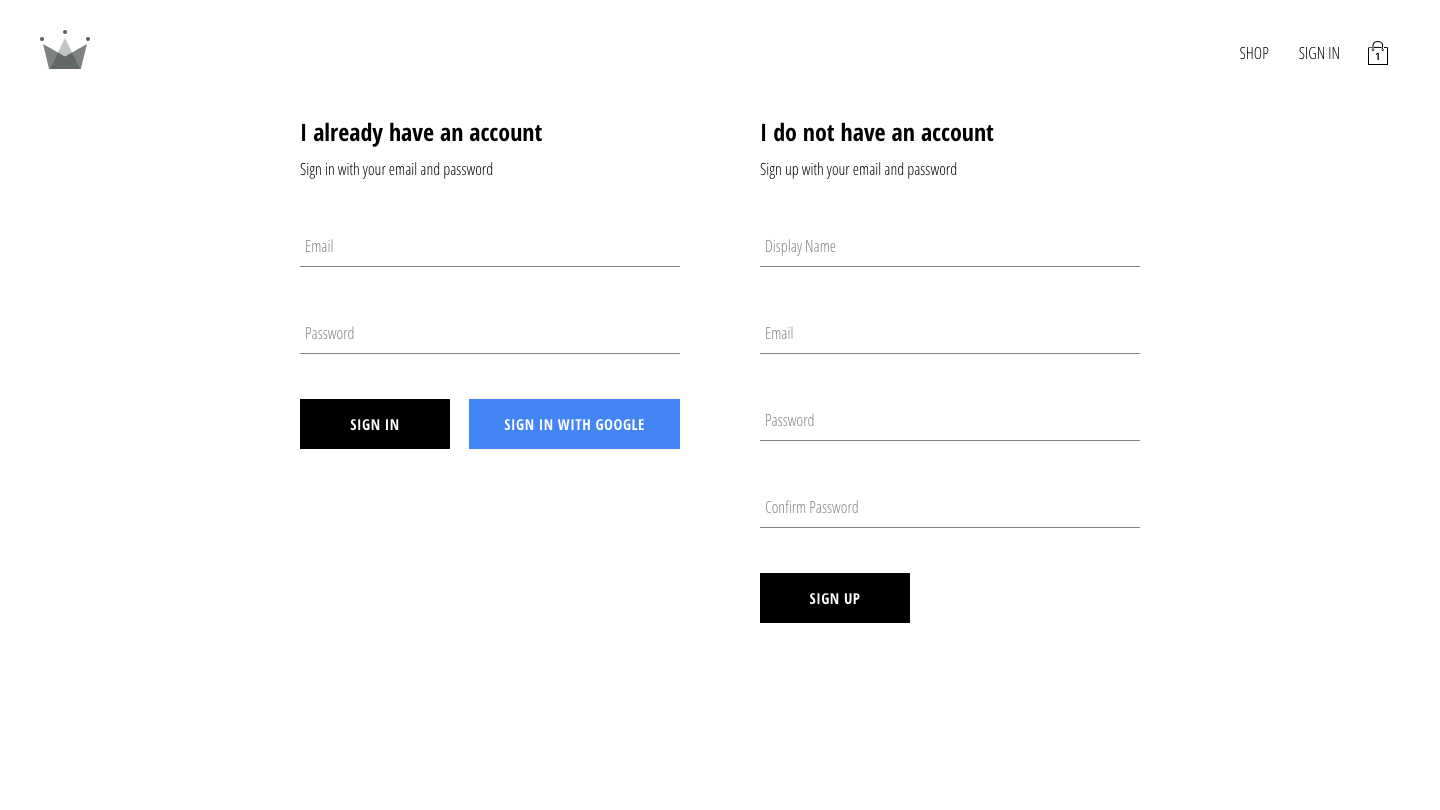 SHOP
SIGN IN
1
I already have an account
Sign in with your email and password
Email
Password
SIGN IN
SIGN IN WITH GOOGLE
I do not have an account
Sign up with your email and password
Display Name
Email
Password
Confirm Password
SIGN UP